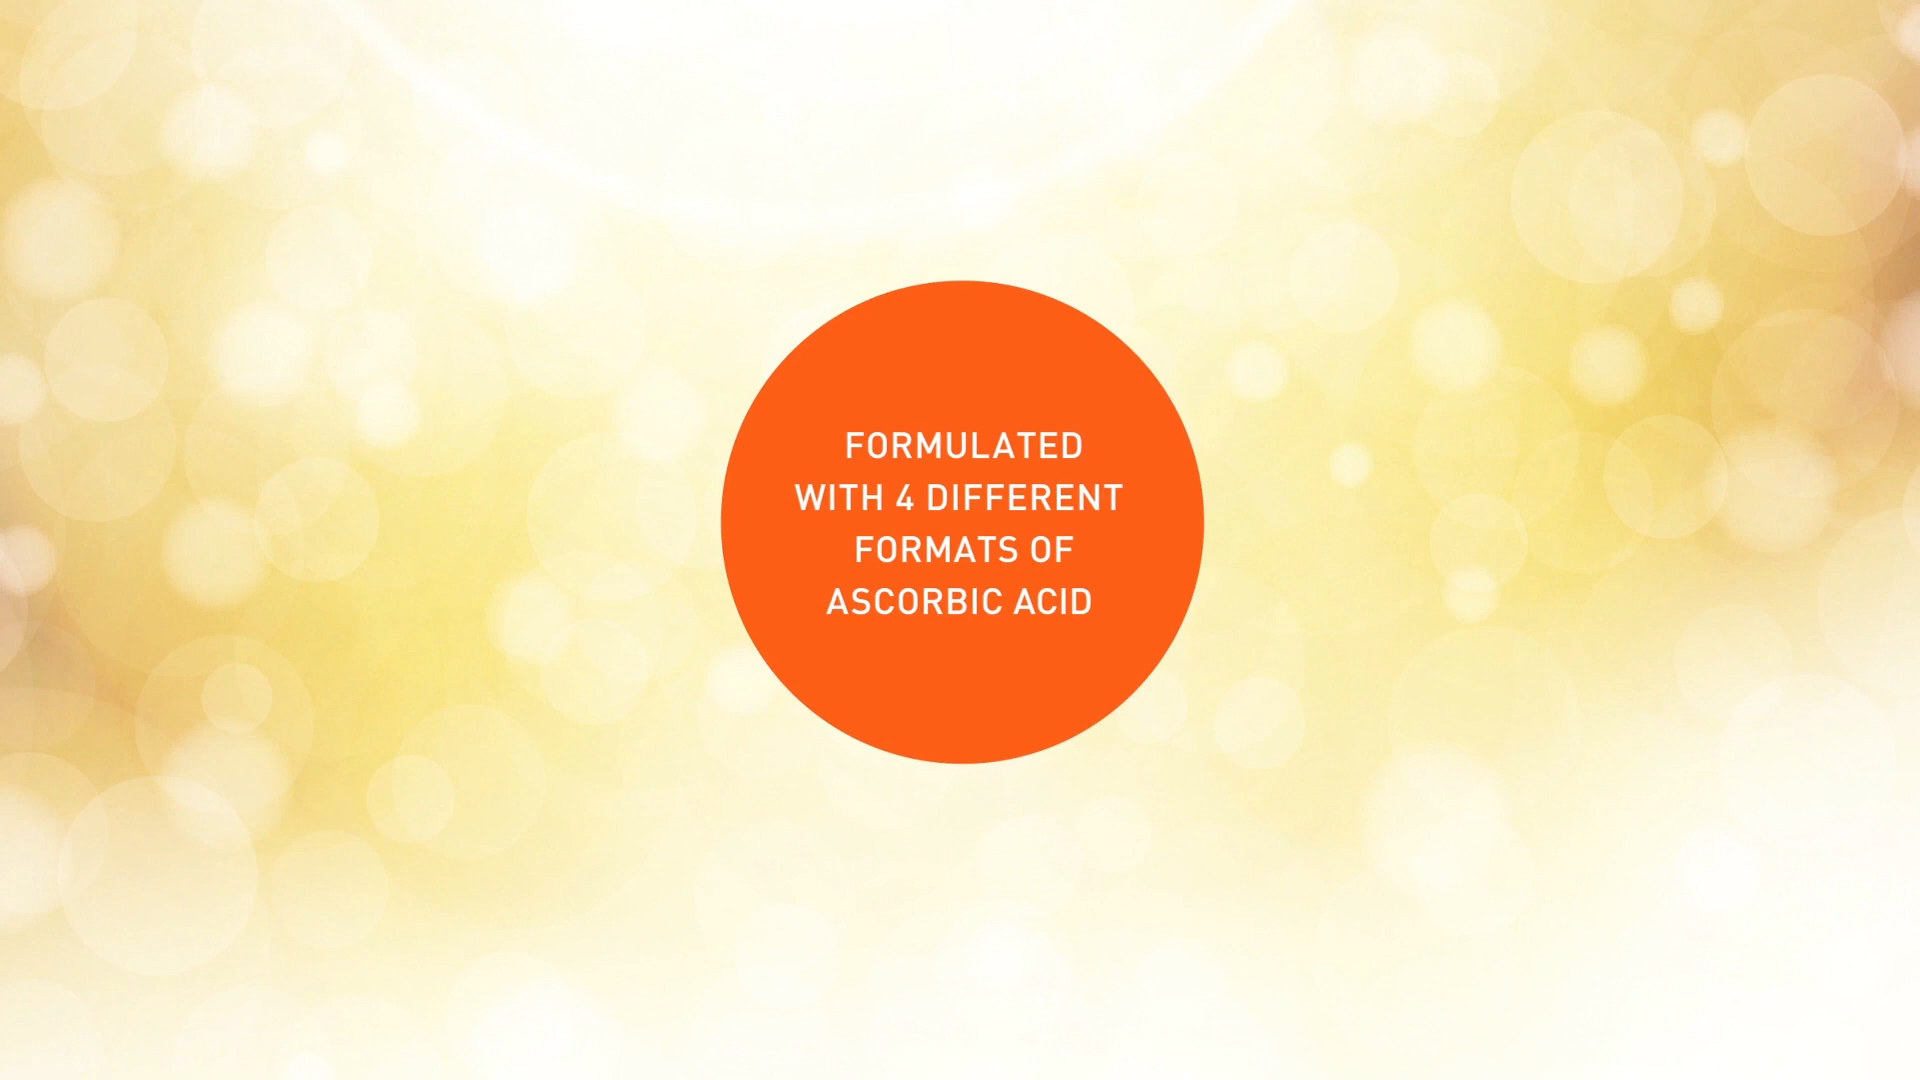 FORMULATED
WITH 4 DIFFERENT
FORMATS OF
ASCORBIC ACID